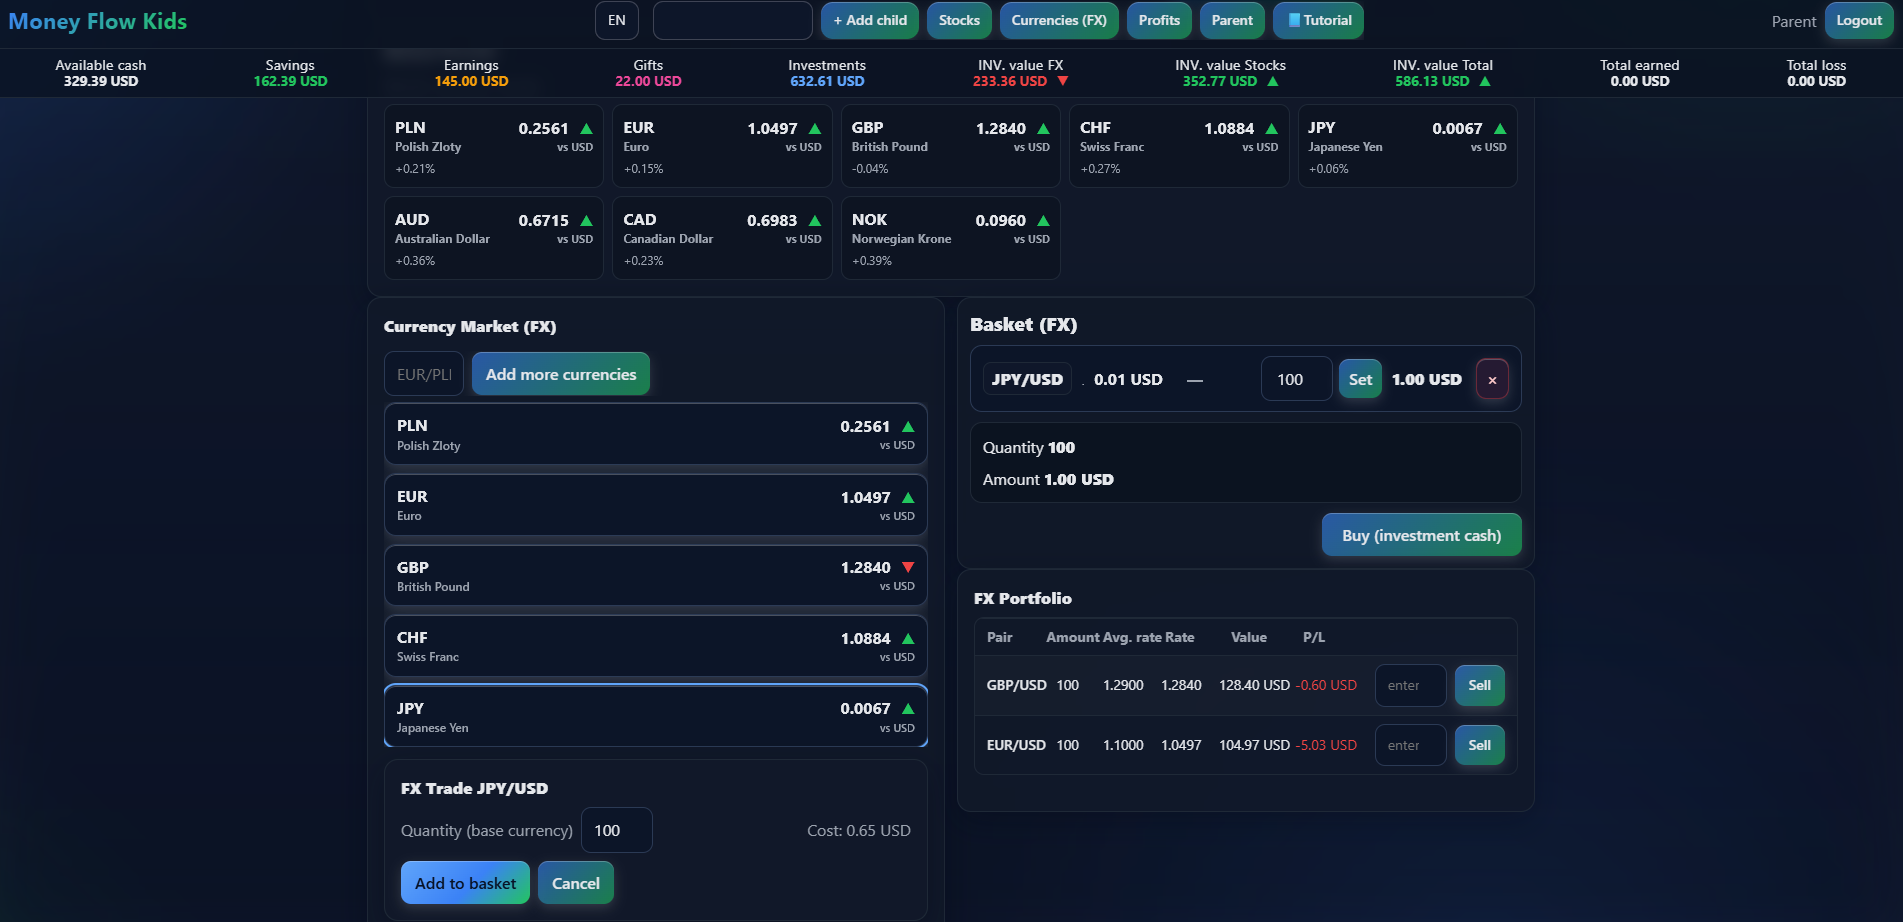 Money Flow Kids
EN
+ Add child
Stocks
Currencies (FX)
Profits
Parent
Tutorial
Parent
Logout
Available cash
329.39 USD
Savings
162.39 USD
Earnings
145.00 USD
Gifts
22.00 USD
Investments
632.61 USD
INV. value FX
233.36 USD ▼
INV. value Stocks
352.77 USD ▲
INV. value Total
586.13 USD ▲
Total earned
0.00 USD
Total loss
0.00 USD
PLN 0.2561 ▲
Polish Zloty vs USD
+0.21%
EUR 1.0497 ▲
Euro vs USD
+0.15%
GBP 1.2840 ▲
British Pound vs USD
-0.04%
CHF 1.0884 ▲
Swiss Franc vs USD
+0.27%
JPY 0.0067 ▲
Japanese Yen vs USD
+0.06%
AUD 0.6715 ▲
Australian Dollar vs USD
+0.36%
CAD 0.6983 ▲
Canadian Dollar vs USD
+0.23%
NOK 0.0960 ▲
Norwegian Krone vs USD
+0.39%
Currency Market (FX)
EUR/PLI
Add more currencies
PLN 0.2561 ▲
Polish Zloty vs USD
EUR 1.0497 ▲
Euro vs USD
GBP 1.2840 ▼
British Pound vs USD
CHF 1.0884 ▲
Swiss Franc vs USD
JPY 0.0067 ▲
Japanese Yen vs USD
FX Trade JPY/USD
Quantity (base currency) 100 Cost: 0.65 USD
Add to basket
Cancel
Basket (FX)
JPY/USD . 0.01 USD — 100 Set 1.00 USD ×
Quantity 100
Amount 1.00 USD
Buy (investment cash)
FX Portfolio
Pair Amount Avg. rate Rate Value P/L
GBP/USD 100 1.2900 1.2840 128.40 USD -0.60 USD enter Sell
EUR/USD 100 1.1000 1.0497 104.97 USD -5.03 USD enter Sell